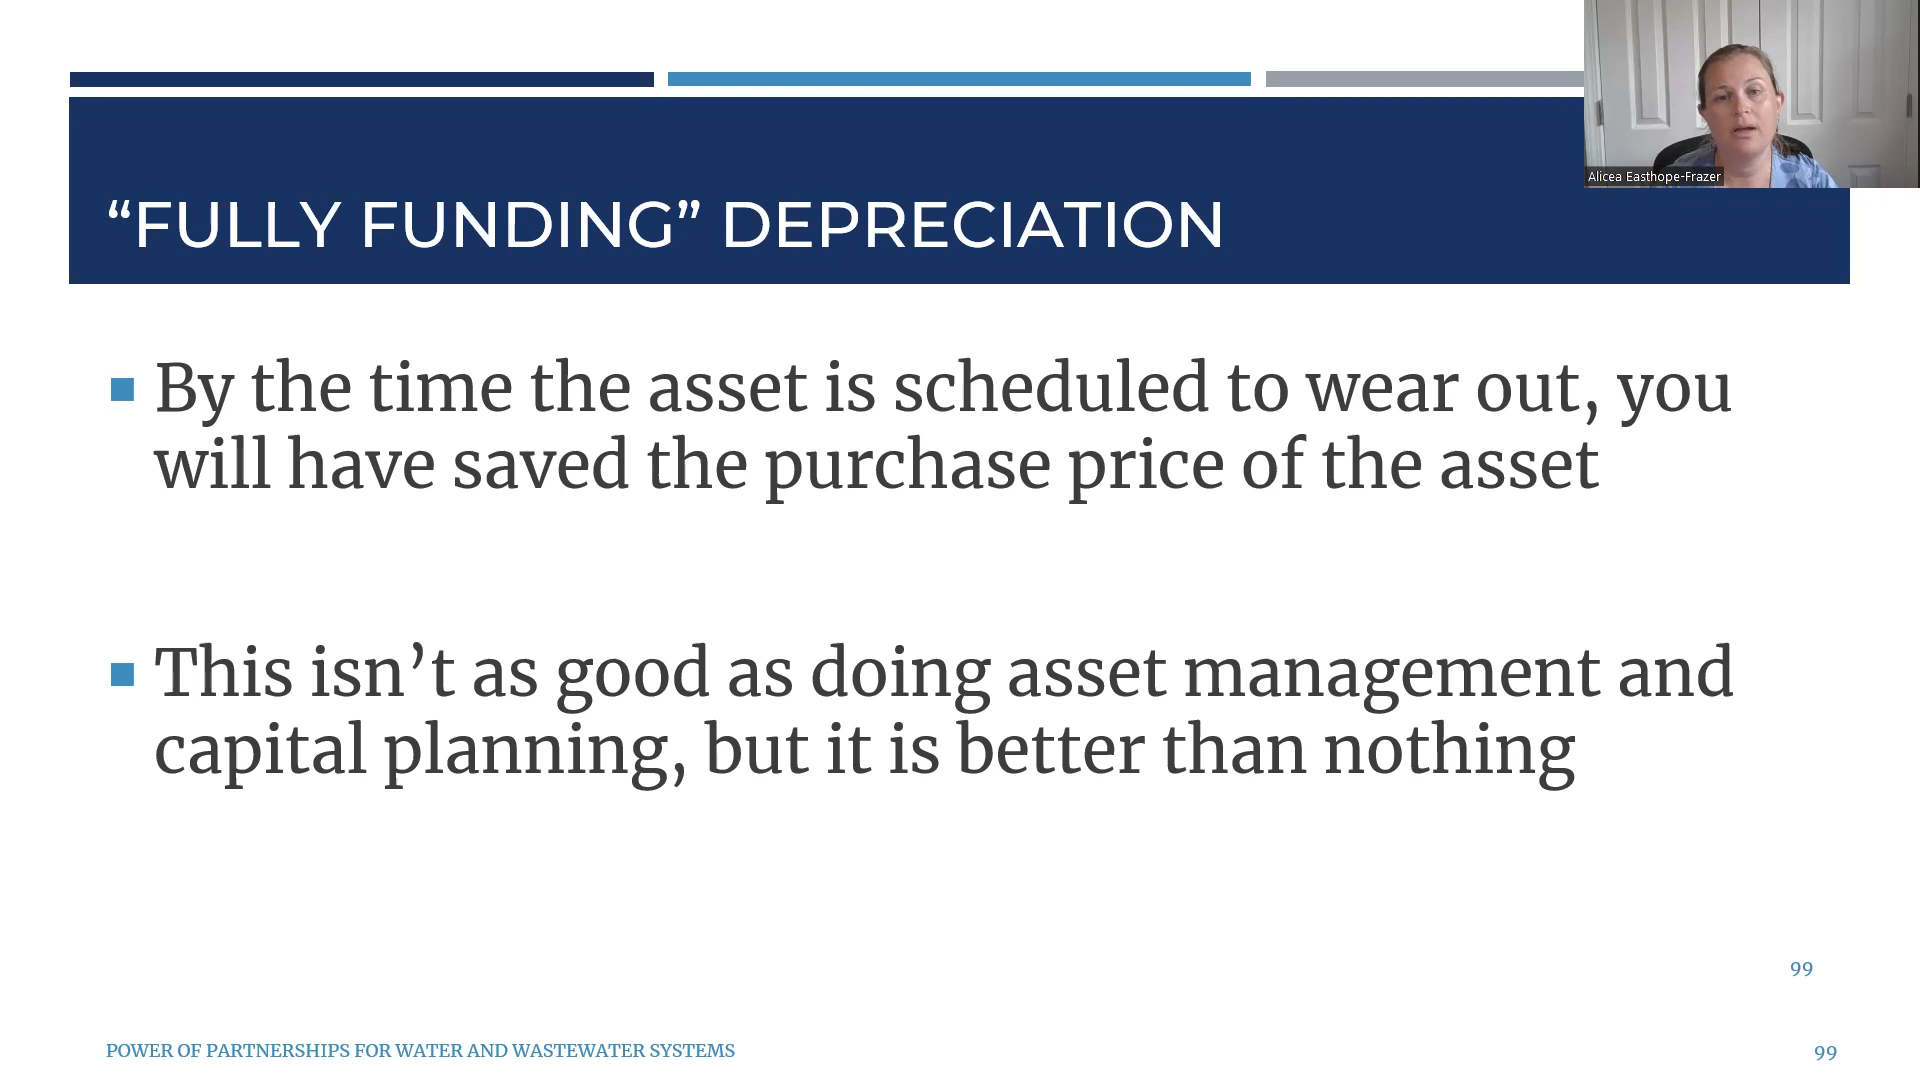 Alicea Easthope-Frazer
“FULLY FUNDING” DEPRECIATION
By the time the asset is scheduled to wear out, you
will have saved the purchase price of the asset
This isn’t as good as doing asset management and
capital planning, but it is better than nothing
99
POWER OF PARTNERSHIPS FOR WATER AND WASTEWATER SYSTEMS
99